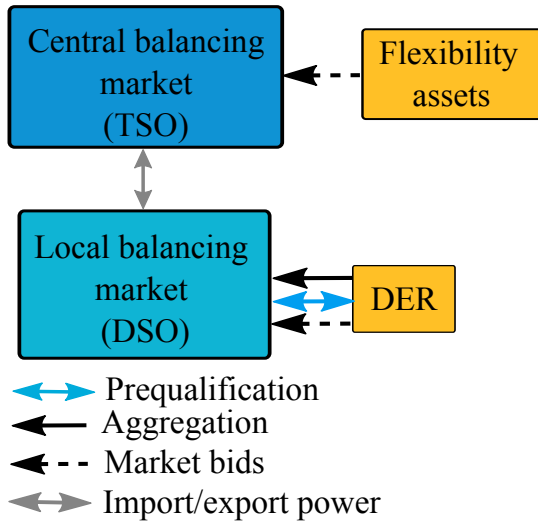 Central balancing
market
(TSO)
Flexibility
assets
Local balancing
market
(DSO)
DER
Prequalification
Aggregation
Market bids
Import/export power